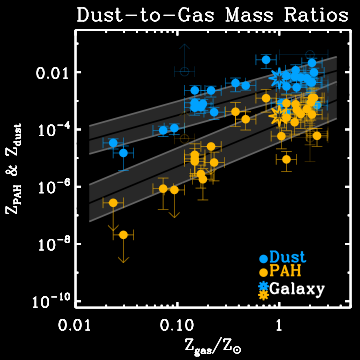 Dust-to-Gas Mass Ratios
Z_PAH & Z_dust
0.01
10^-4
10^-6
10^-8
10^-10
Dust
PAH
Galaxy
0.01 0.10 1
Z_gas/Z_⊙